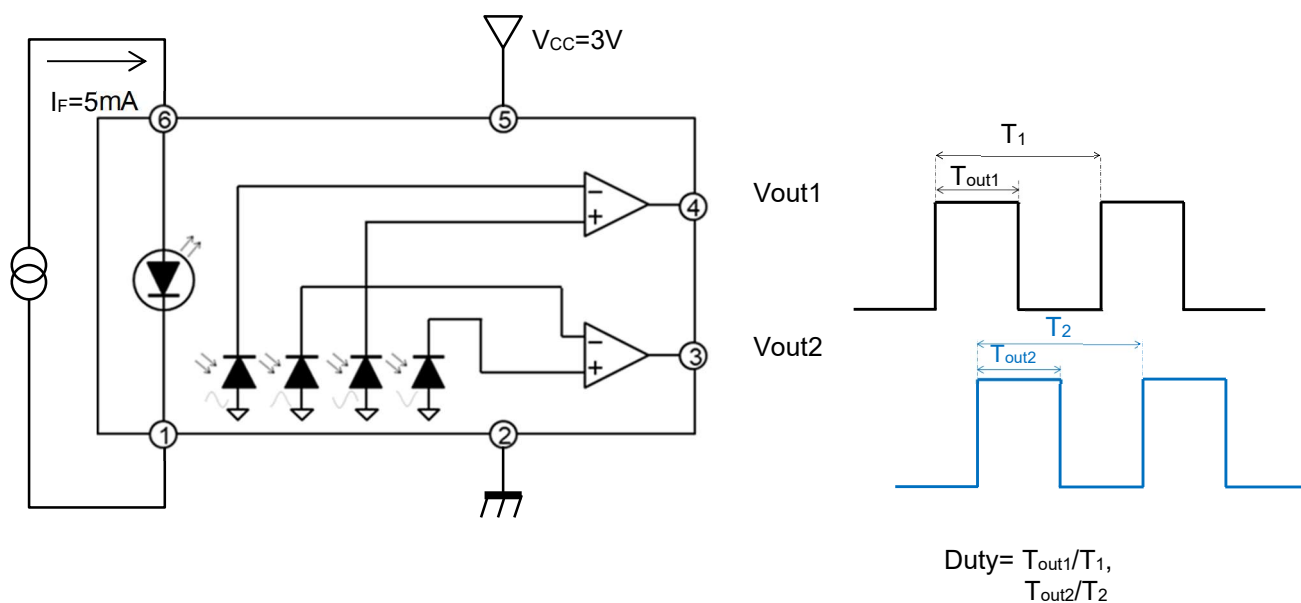 VCC=3V
IF=5mA
6
5
4
3
1
2
−
+
−
+
Vout1
Vout2
T1
Tout1
T2
Tout2
Duty= Tout1/T1,
Tout2/T2